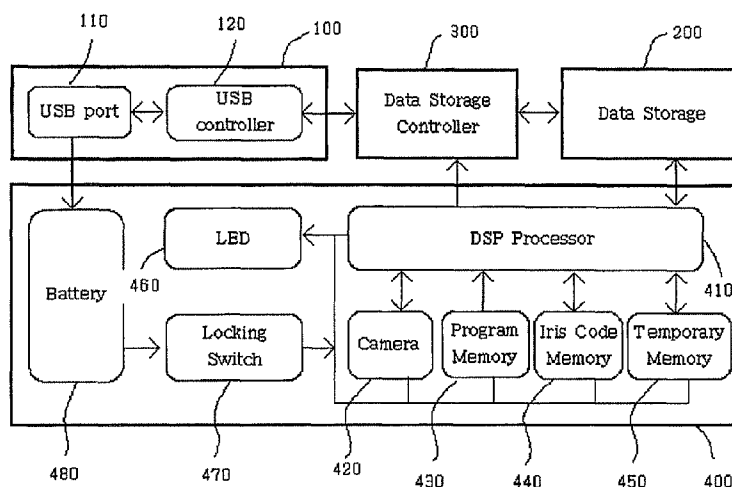 110
120
100
300
200
USB port
USB
controller
Data Storage
Controller
Data Storage
LED
DSP Processor
460
410
Battery
Locking
Switch
Camera
Program
Memory
Iris Code
Memory
Temporary
Memory
480
470
420
430
440
450
400